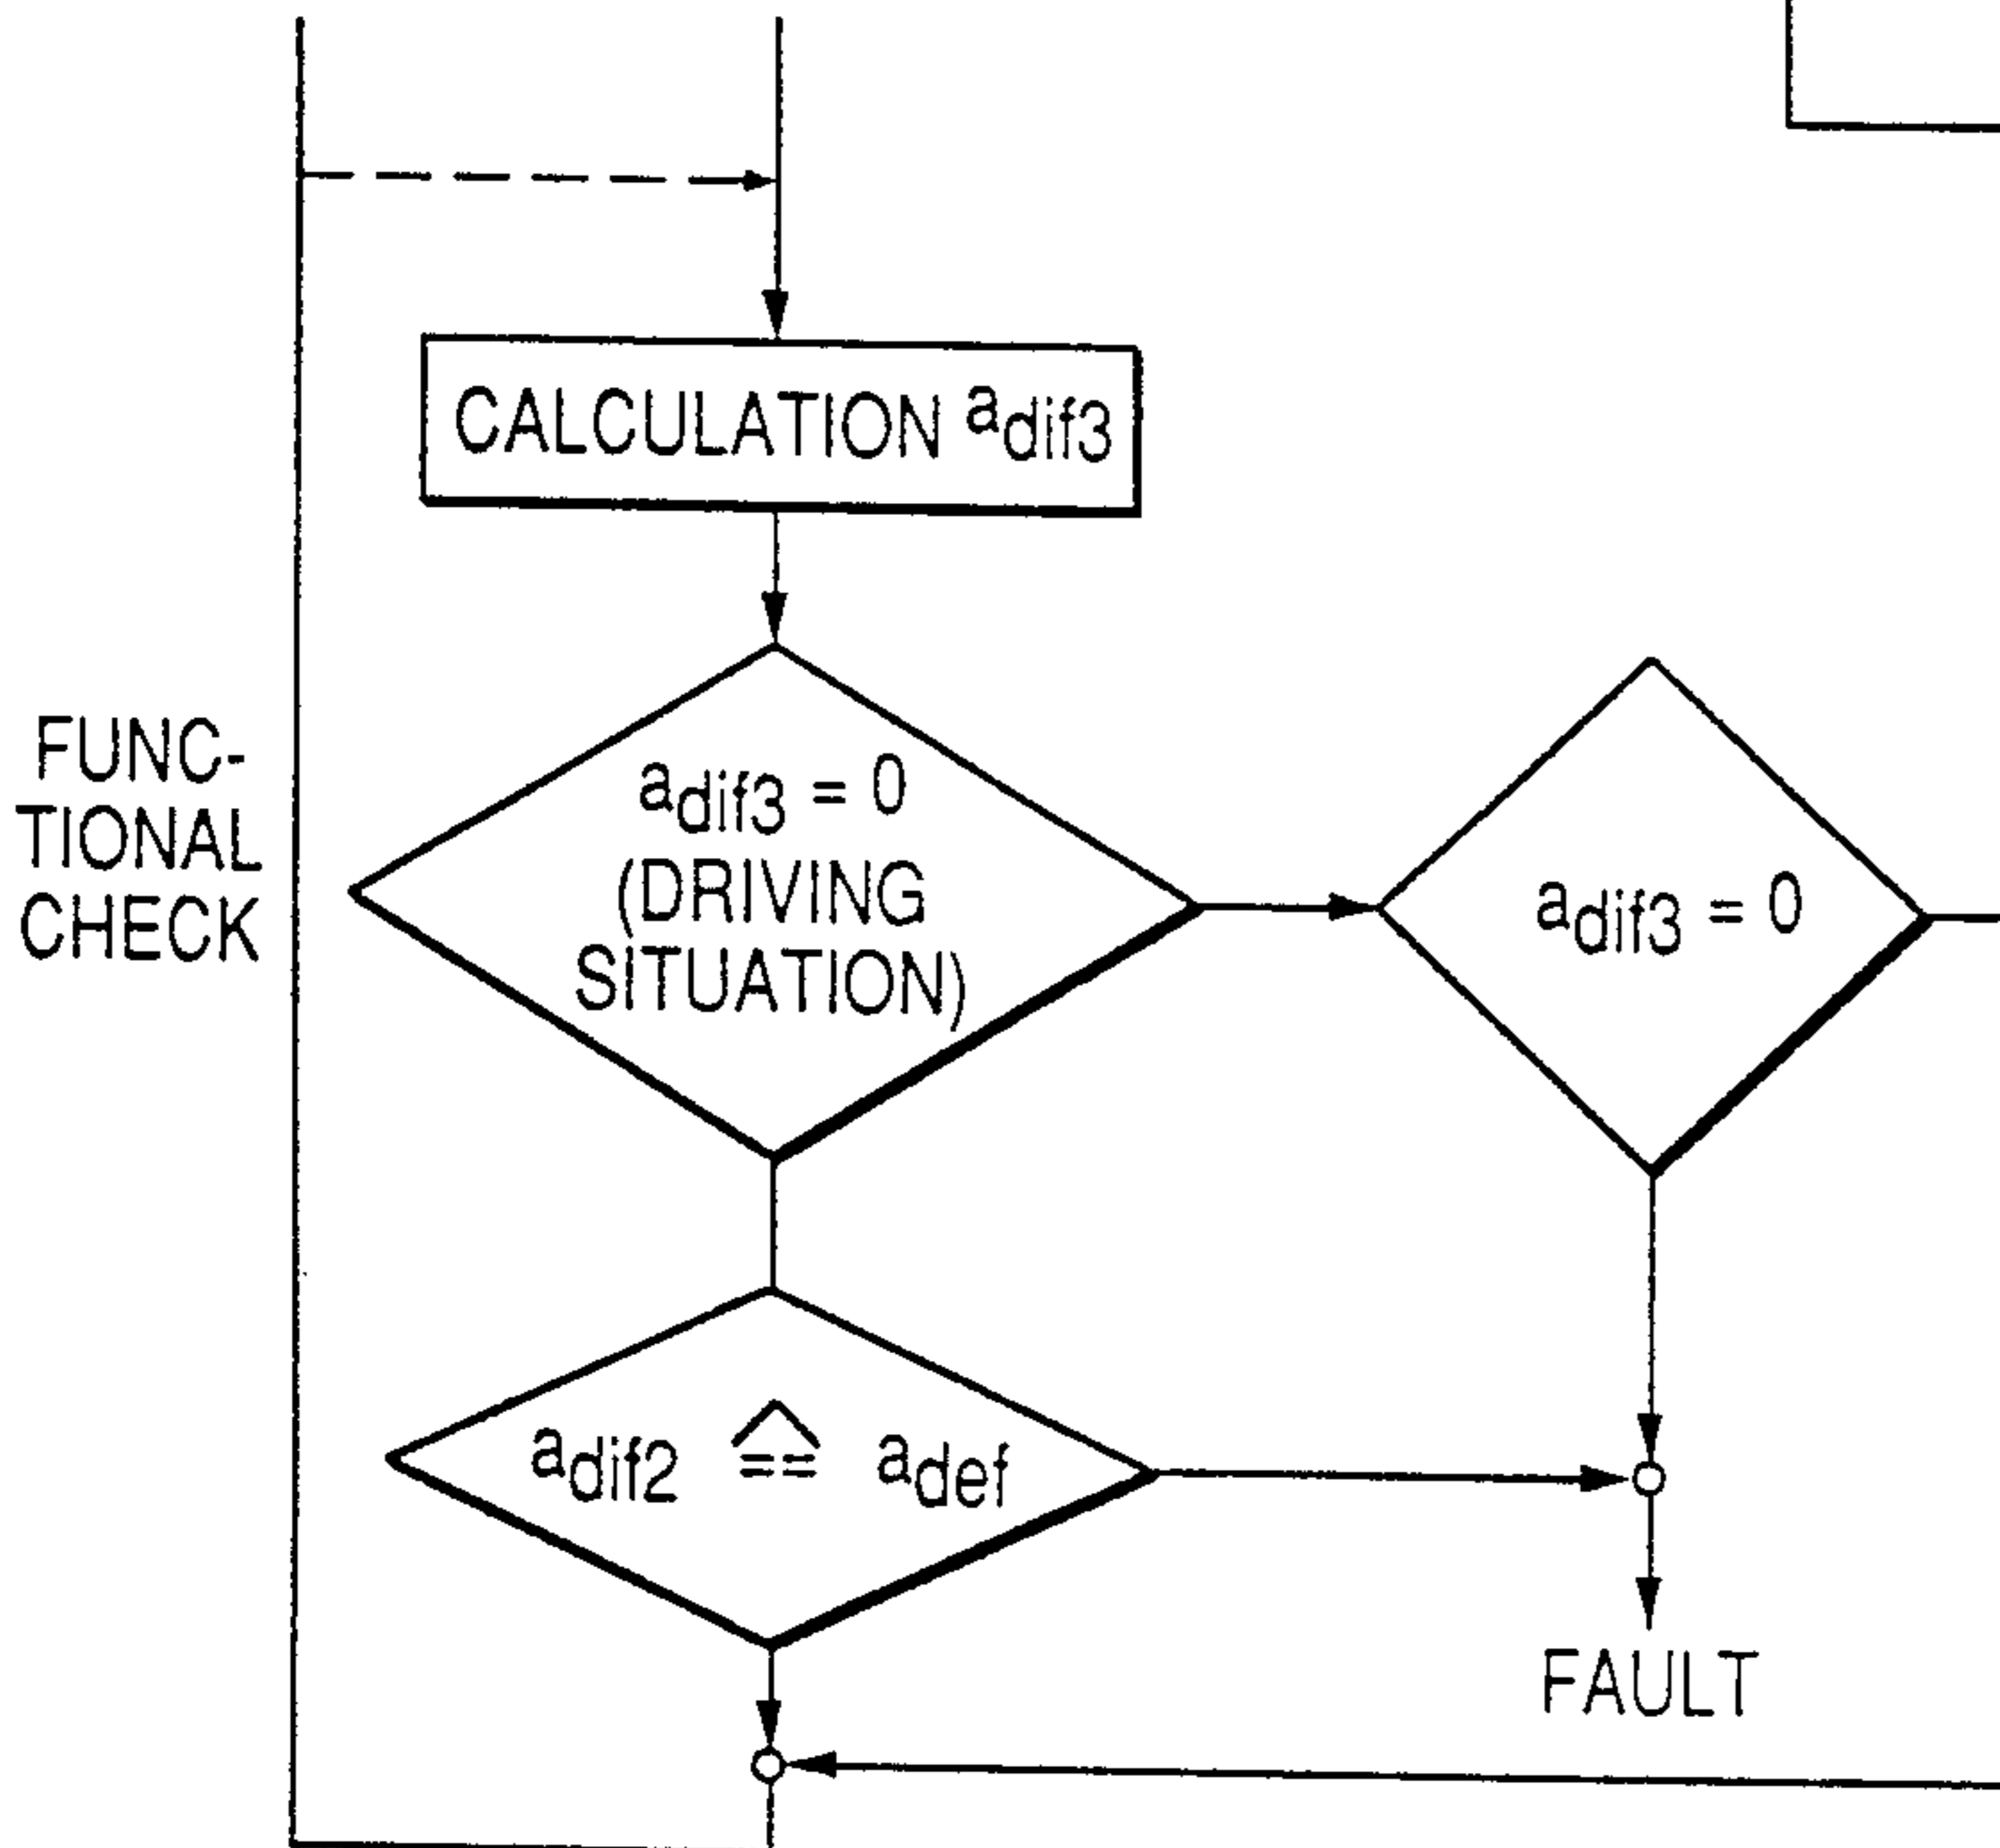 CALCULATION adif3
FUNC-
TIONAL
CHECK
adif3 = 0
(DRIVING
SITUATION)
adif3 = 0
adif2 ≙ adef
FAULT